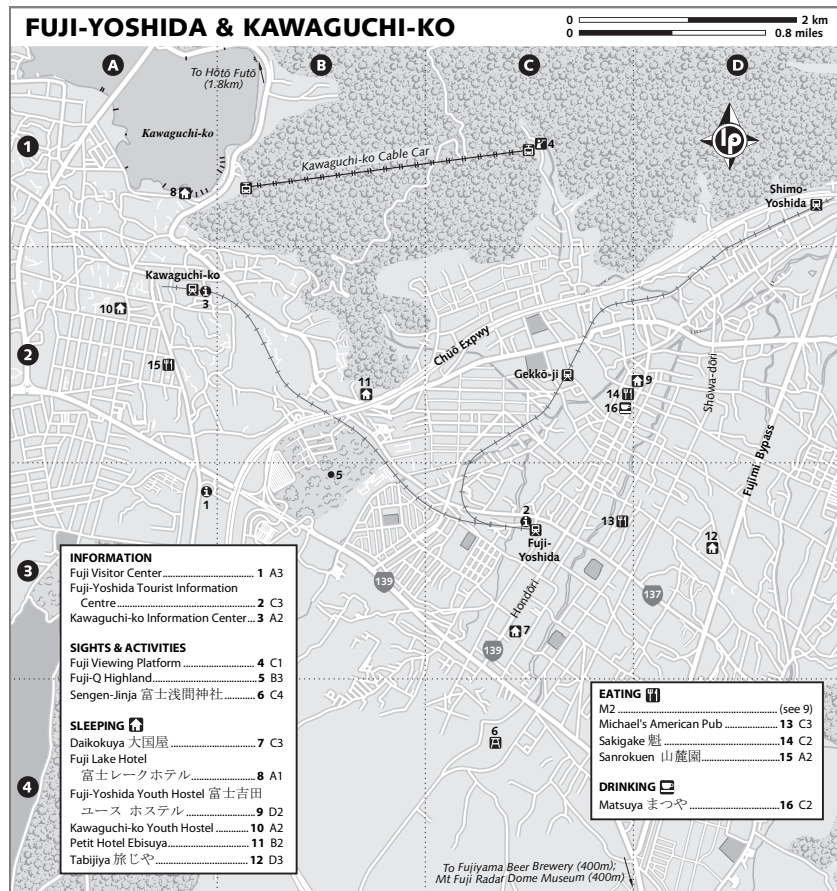 FUJI-YOSHIDA & KAWAGUCHI-KO
0 2 km
0 0.8 miles
A
B
C
D
To Hōtō Futō
(1.8km)
Kawaguchi-ko
1
lp
Kawaguchi-ko Cable Car
4
8
Shimo-
Yoshida
Kawaguchi-ko
3
10
2
15
Chūō Expwy
11
Gekkō-ji
9
14
16
Shōwa-dōri
Fujimi Bypass
5
1
2
Fuji-
Yoshida
13
12
3
139
137
Hondōri
7
139
6
4
INFORMATION
Fuji Visitor Center 1 A3
Fuji-Yoshida Tourist Information
Centre 2 C3
Kawaguchi-ko Information Center 3 A2
SIGHTS & ACTIVITIES
Fuji Viewing Platform 4 C1
Fuji-Q Highland 5 B3
Sengen-Jinja 富士浅間神社 6 C4
SLEEPING
Daikokuya 大国屋 7 C3
Fuji Lake Hotel
富士レークホテル 8 A1
Fuji-Yoshida Youth Hostel 富士吉田
ユース ホステル 9 D2
Kawaguchi-ko Youth Hostel 10 A2
Petit Hotel Ebisuya 11 B2
Tabijiya 旅じや 12 D3
EATING
M2 (see 9)
Michael's American Pub 13 C3
Sakigake 魁 14 C2
Sanrokuen 山麓園 15 A2
DRINKING
Matsuya まつや 16 C2
To Fujiyama Beer Brewery (400m);
Mt Fuji Radar Dome Museum (400m)